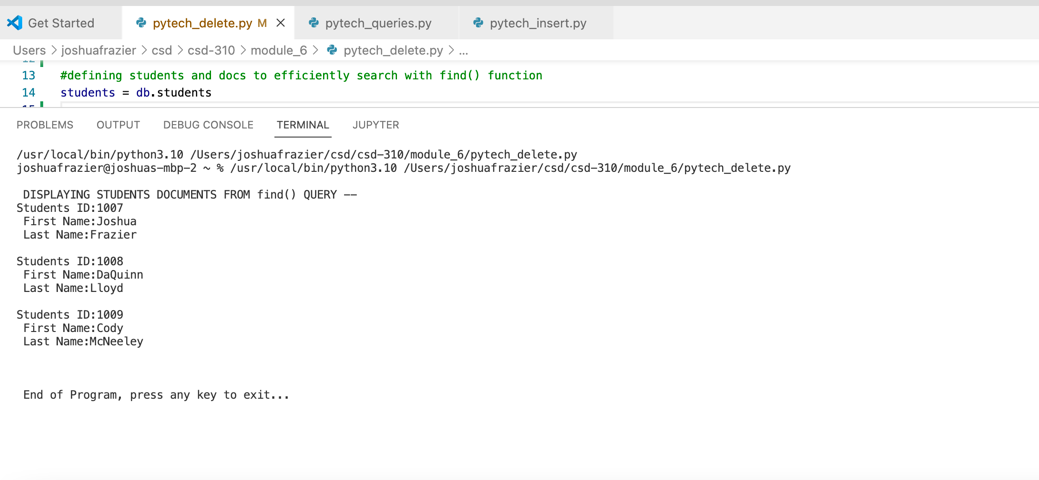 Get Started
pytech_delete.py M
pytech_queries.py
pytech_insert.py
Users > joshuafrazier > csd > csd-310 > module_6 > pytech_delete.py > ...
13 #defining students and docs to efficiently search with find() function
14 students = db.students
PROBLEMS OUTPUT DEBUG CONSOLE TERMINAL JUPYTER
/usr/local/bin/python3.10 /Users/joshuafrazier/csd/csd-310/module_6/pytech_delete.py
joshuafrazier@joshuas-mbp-2 ~ % /usr/local/bin/python3.10 /Users/joshuafrazier/csd/csd-310/module_6/pytech_delete.py
DISPLAYING STUDENTS DOCUMENTS FROM find() QUERY --
Students ID:1007
First Name:Joshua
Last Name:Frazier
Students ID:1008
First Name:DaQuinn
Last Name:Lloyd
Students ID:1009
First Name:Cody
Last Name:McNeeley
End of Program, press any key to exit...